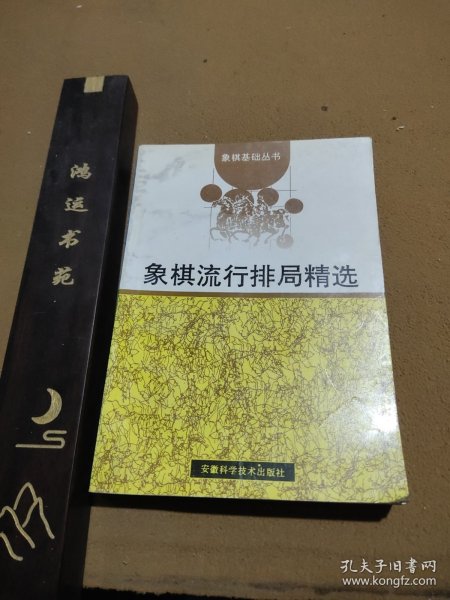 鸿运书苑
象棋基础丛书
象棋流行排局精选
安徽科学技术出版社
孔夫子旧书网
www.kongfz.com